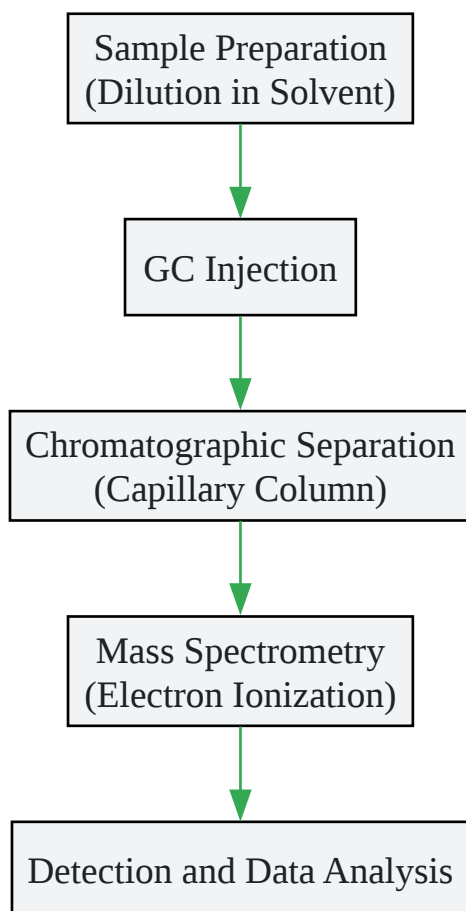 Sample Preparation
(Dilution in Solvent)
GC Injection
Chromatographic Separation
(Capillary Column)
Mass Spectrometry
(Electron Ionization)
Detection and Data Analysis